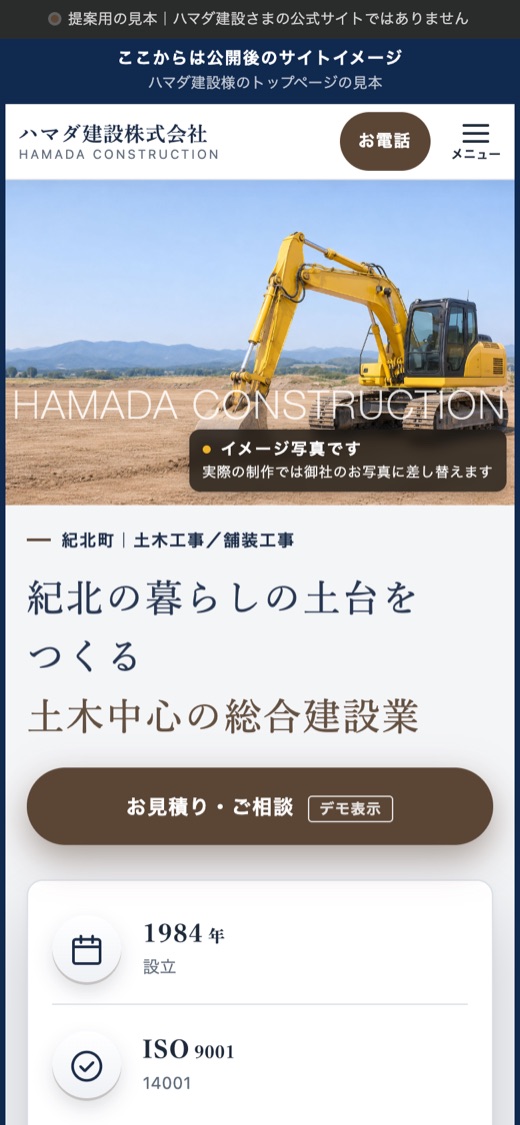 提案用の見本｜ハマダ建設さまの公式サイトではありません
ここからは公開後のサイトイメージ
ハマダ建設様のトップページの見本
ハマダ建設株式会社
HAMADA CONSTRUCTION
お電話
メニュー
HAMADA CONSTRUCTION
イメージ写真です
実際の制作では御社のお写真に差し替えます
紀北町｜土木工事／舗装工事
紀北の暮らしの土台を
つくる
土木中心の総合建設業
お見積り・ご相談 デモ表示
1984 年
設立
ISO 9001
14001